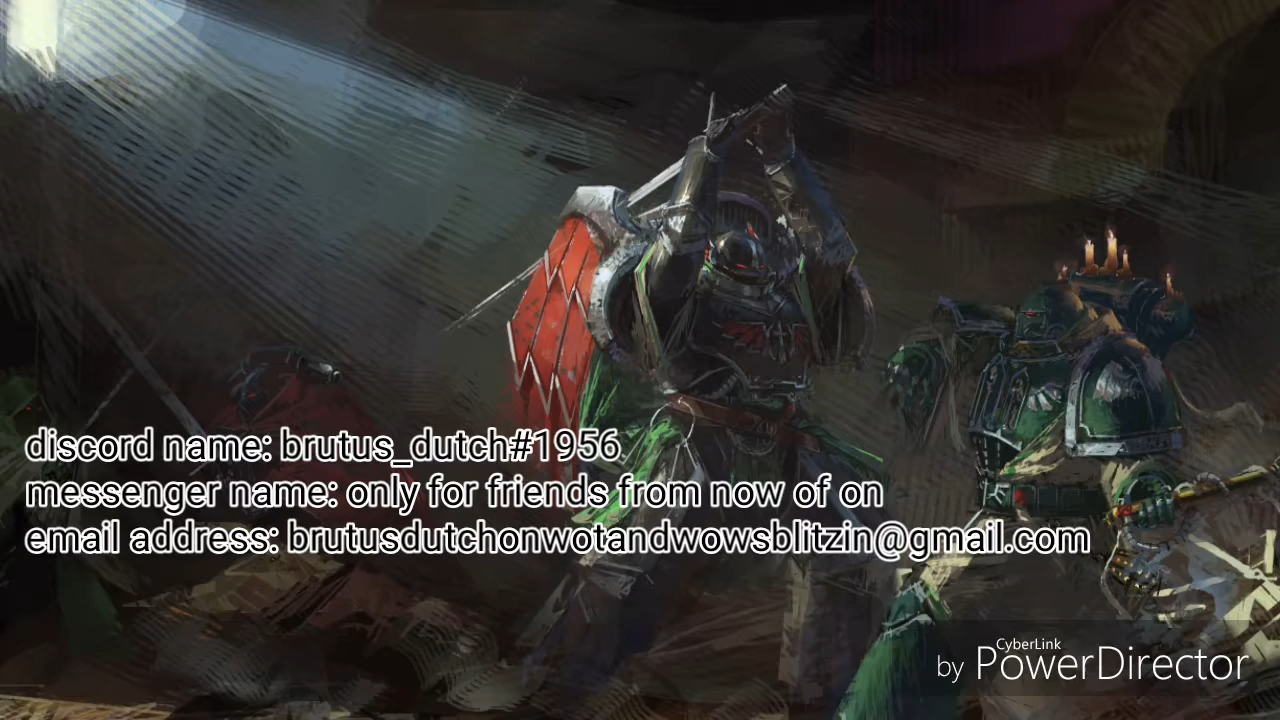 discord name: brutus_dutch#1956
messenger name: only for friends from now of on
email address: brutusdutchonwotandwowsblitzin@gmail.com
CyberLink
by PowerDirector